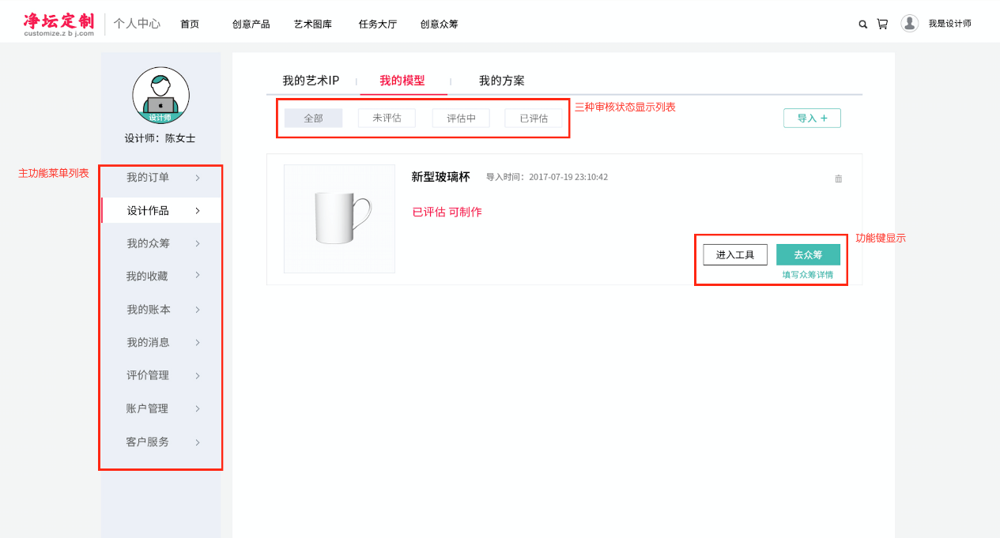 净坛定制
customize.z b j.com
个人中心
首页
创意产品
艺术图库
任务大厅
创意众筹
我是设计师
设计师
设计师：陈女士
主功能菜单列表
我的订单
设计作品
我的众筹
我的收藏
我的账本
我的消息
评价管理
账户管理
客户服务
我的艺术IP
我的模型
我的方案
全部
未评估
评估中
已评估
三种审核状态显示列表
导入 +
新型玻璃杯
导入时间：2017-07-19 23:10:42
已评估 可制作
进入工具
去众筹
填写众筹详情
功能键显示